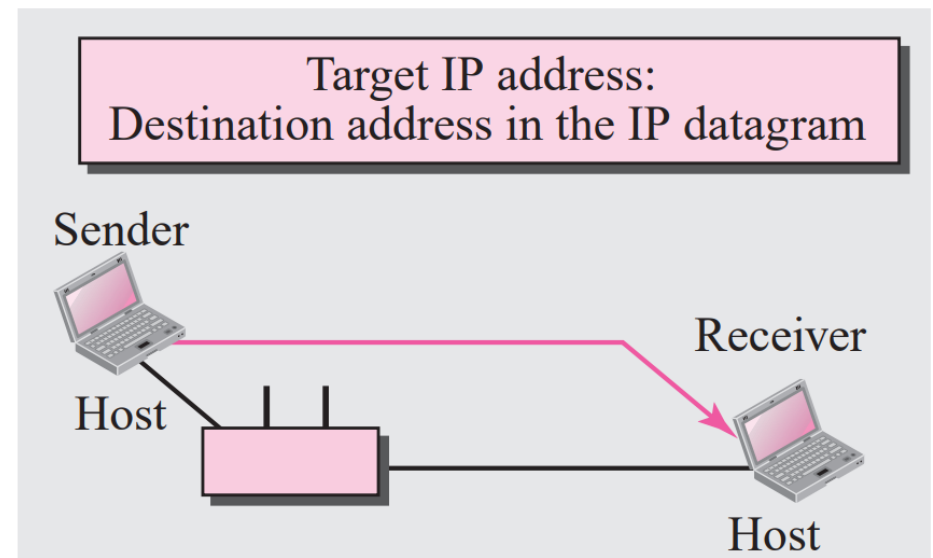 Target IP address:
Destination address in the IP datagram
Sender
Receiver
Host
Host